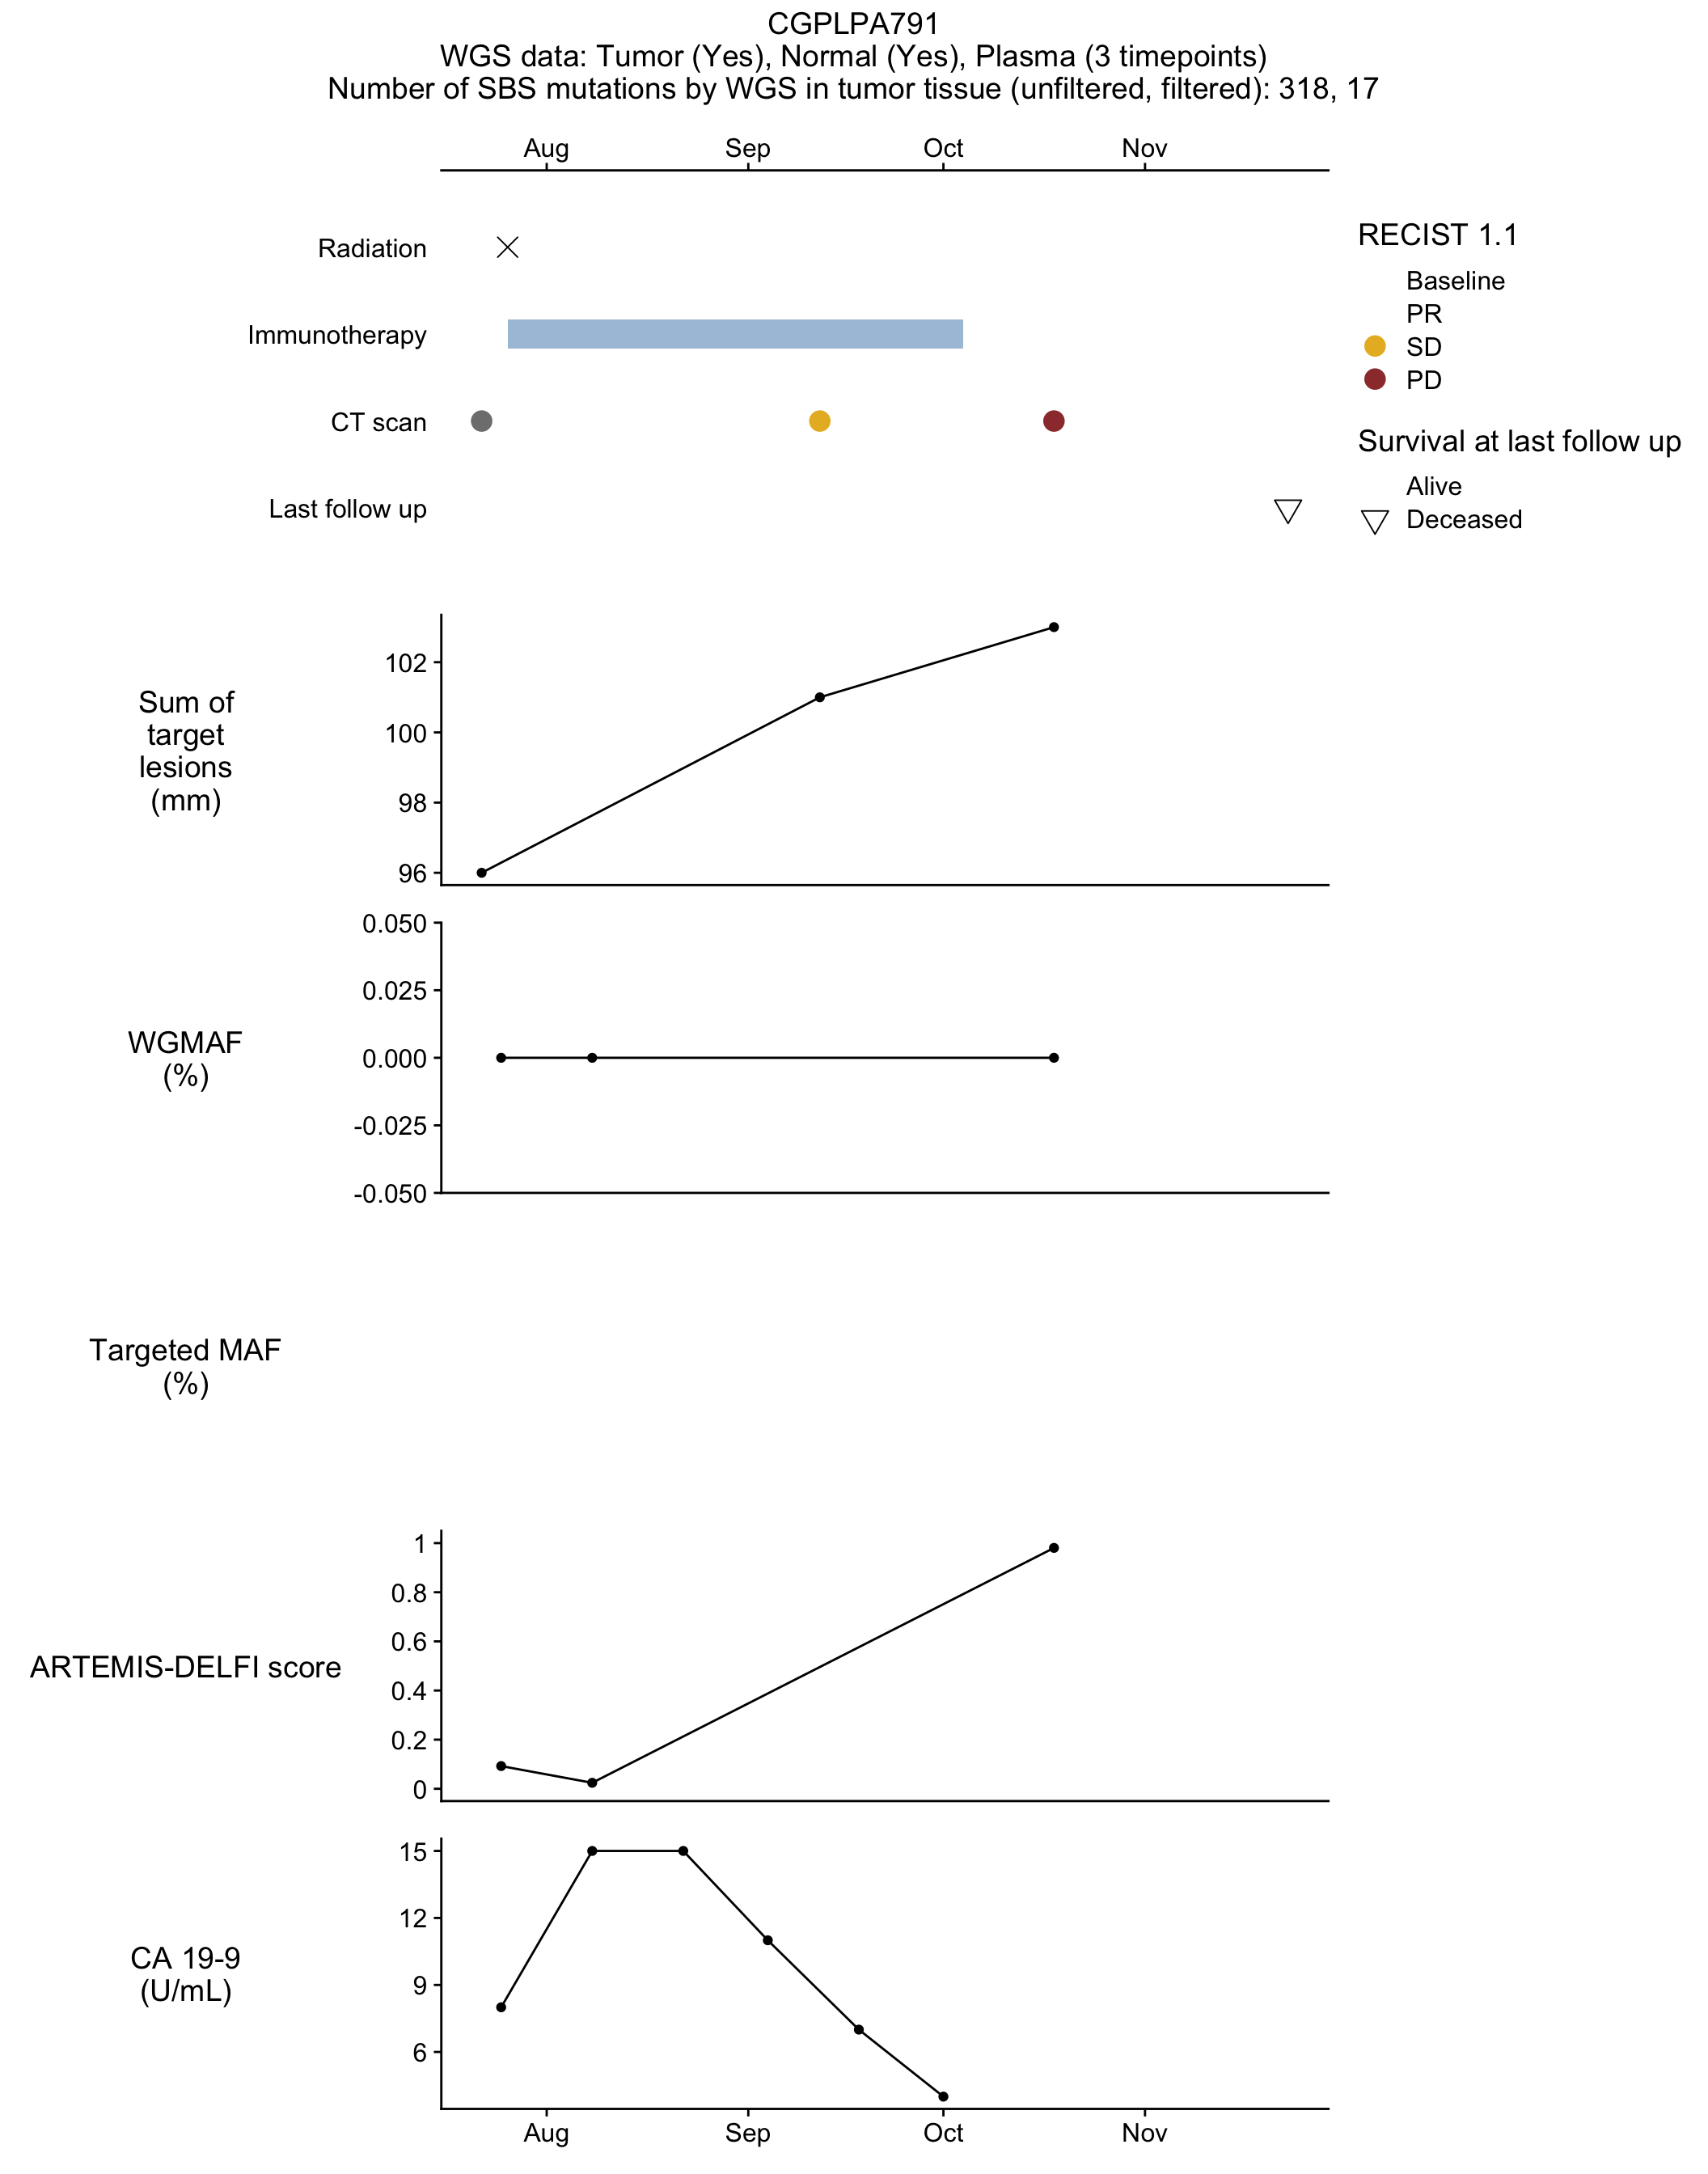 CGPLPA791
WGS data: Tumor (Yes), Normal (Yes), Plasma (3 timepoints)
Number of SBS mutations by WGS in tumor tissue (unfiltered, filtered): 318, 17
Aug Sep Oct Nov
Radiation
Immunotherapy
CT scan
Last follow up
RECIST 1.1
Baseline
PR
SD
PD
Survival at last follow up
Alive
Deceased
Sum of
target
lesions
(mm)
102
100
98
96
WGMAF
(%)
0.050
0.025
0.000
-0.025
-0.050
Targeted MAF
(%)
ARTEMIS-DELFI score
1
0.8
0.6
0.4
0.2
0
CA 19-9
(U/mL)
15
12
9
6
Aug Sep Oct Nov